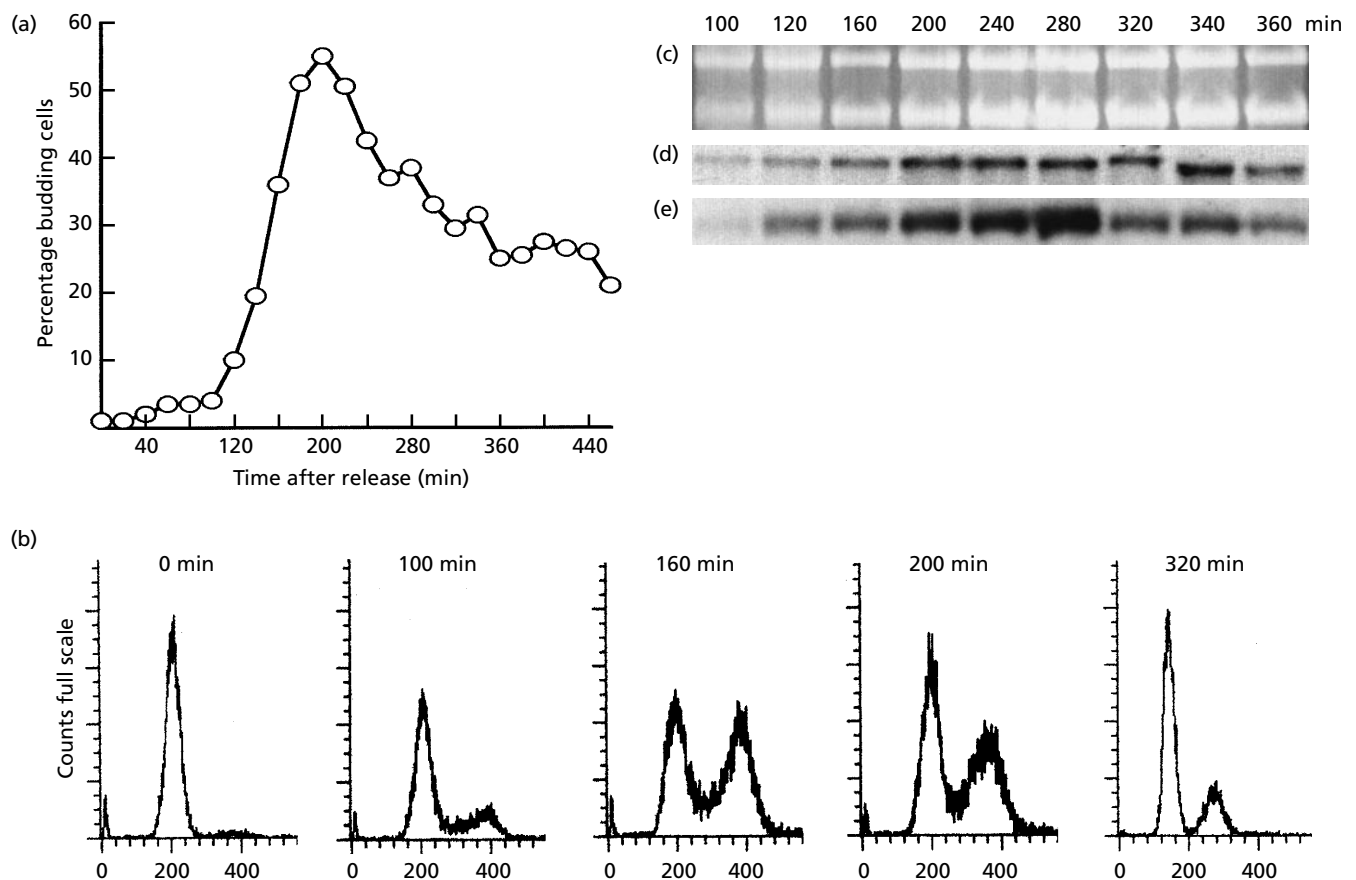 (a)
60
50
40
30
20
10
Percentage budding cells
40 120 200 280 360 440
Time after release (min)
100 120 160 200 240 280 320 340 360 min
(c)
(d)
(e)
(b)
0 min 100 min 160 min 200 min 320 min
Counts full scale
0 200 400 0 200 400 0 200 400 0 200 400 0 200 400